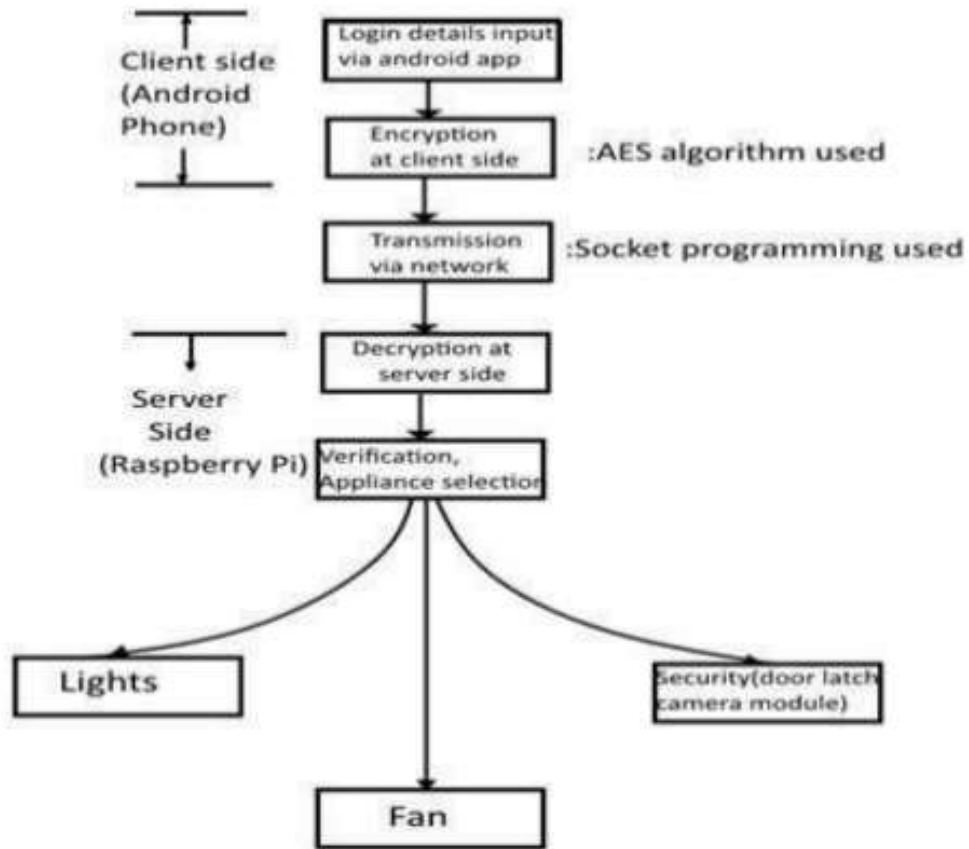 Login details input
via android app
Client side
(Android
Phone)
Encryption
at client side
:AES algorithm used
Transmission
via network
:Socket programming used
Decryption at
server side
Server
Side
(Raspberry Pi)
Verification,
Appliance selection
Lights
Security(door latch
camera module)
Fan